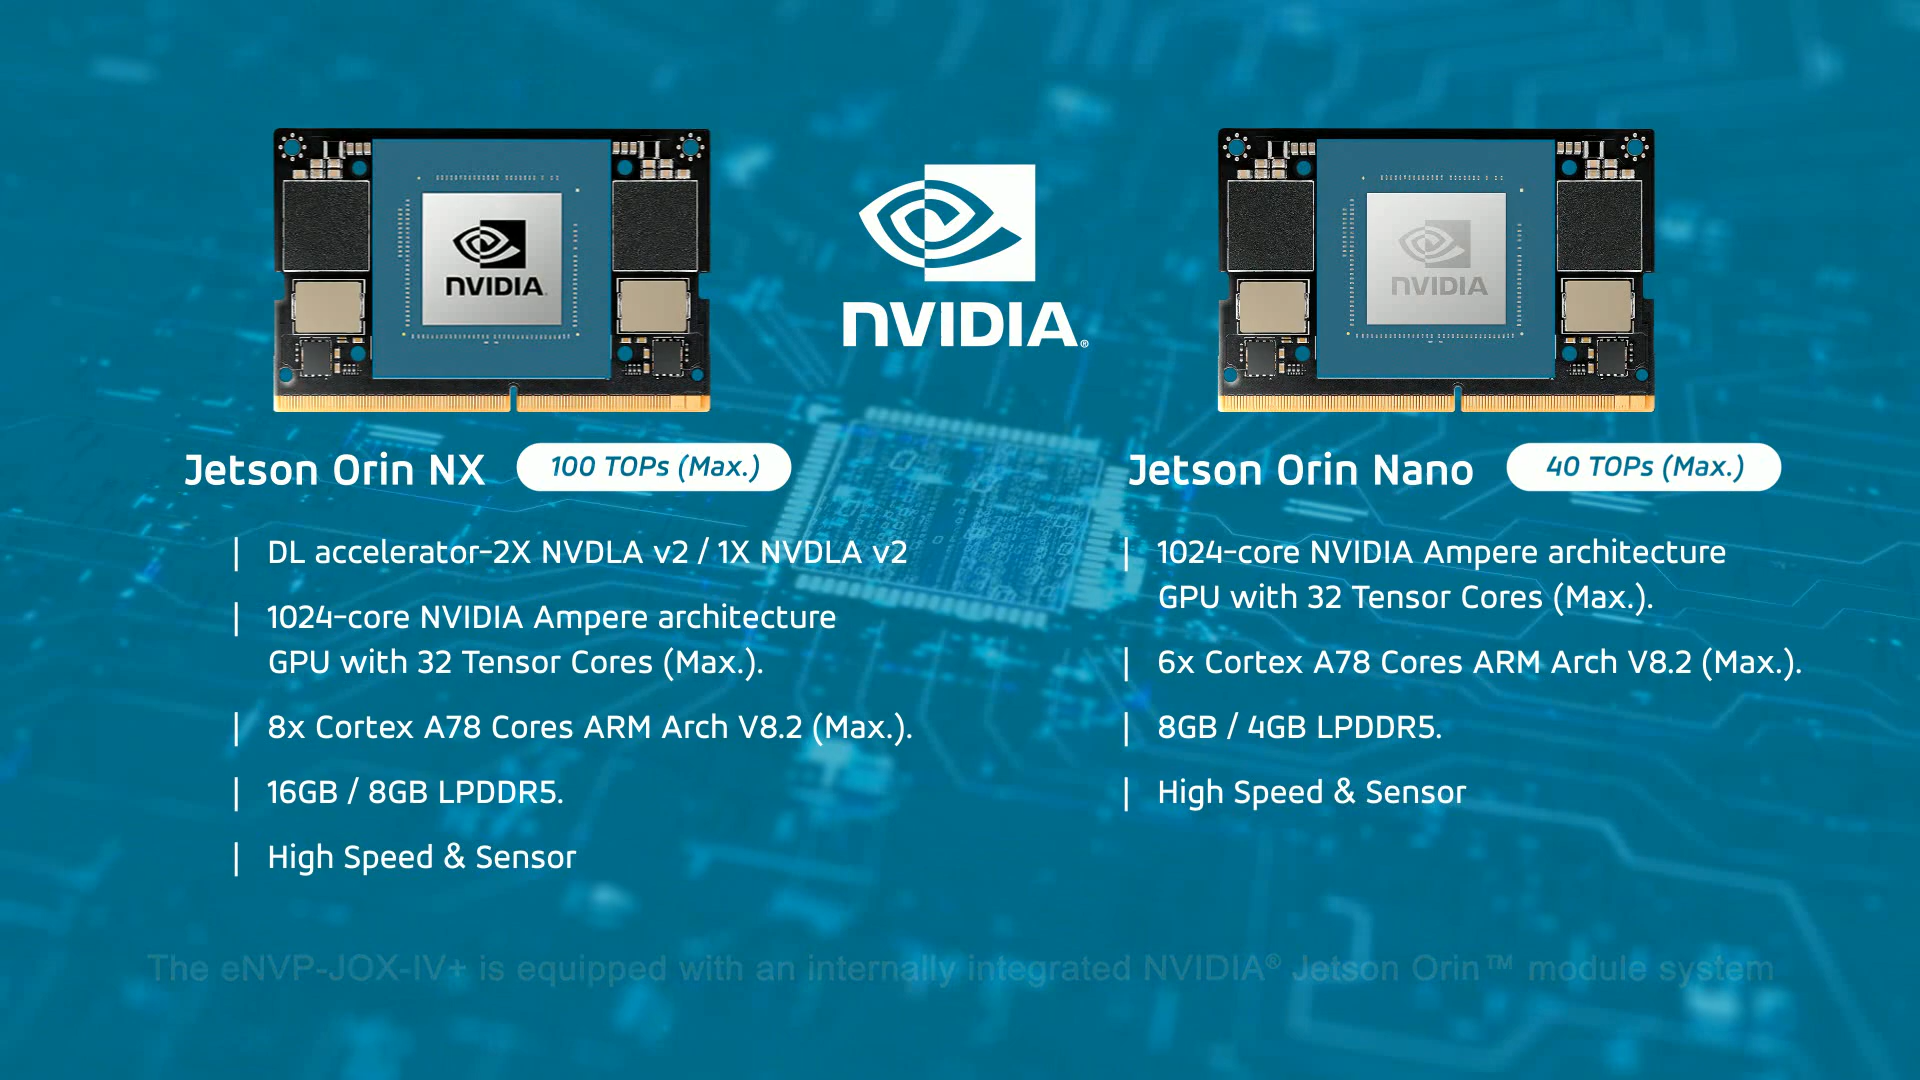 NVIDIA
NVIDIA®
NVIDIA
Jetson Orin NX
100 TOPs (Max.)
| DL accelerator-2X NVDLA v2 / 1X NVDLA v2
| 1024-core NVIDIA Ampere architecture
GPU with 32 Tensor Cores (Max.).
| 8x Cortex A78 Cores ARM Arch V8.2 (Max.).
| 16GB / 8GB LPDDR5.
| High Speed & Sensor
Jetson Orin Nano
40 TOPs (Max.)
| 1024-core NVIDIA Ampere architecture
GPU with 32 Tensor Cores (Max.).
| 6x Cortex A78 Cores ARM Arch V8.2 (Max.).
| 8GB / 4GB LPDDR5.
| High Speed & Sensor
The eNVP-JOX-IV+ is equipped with an internally integrated NVIDIA® Jetson Orin™ module system